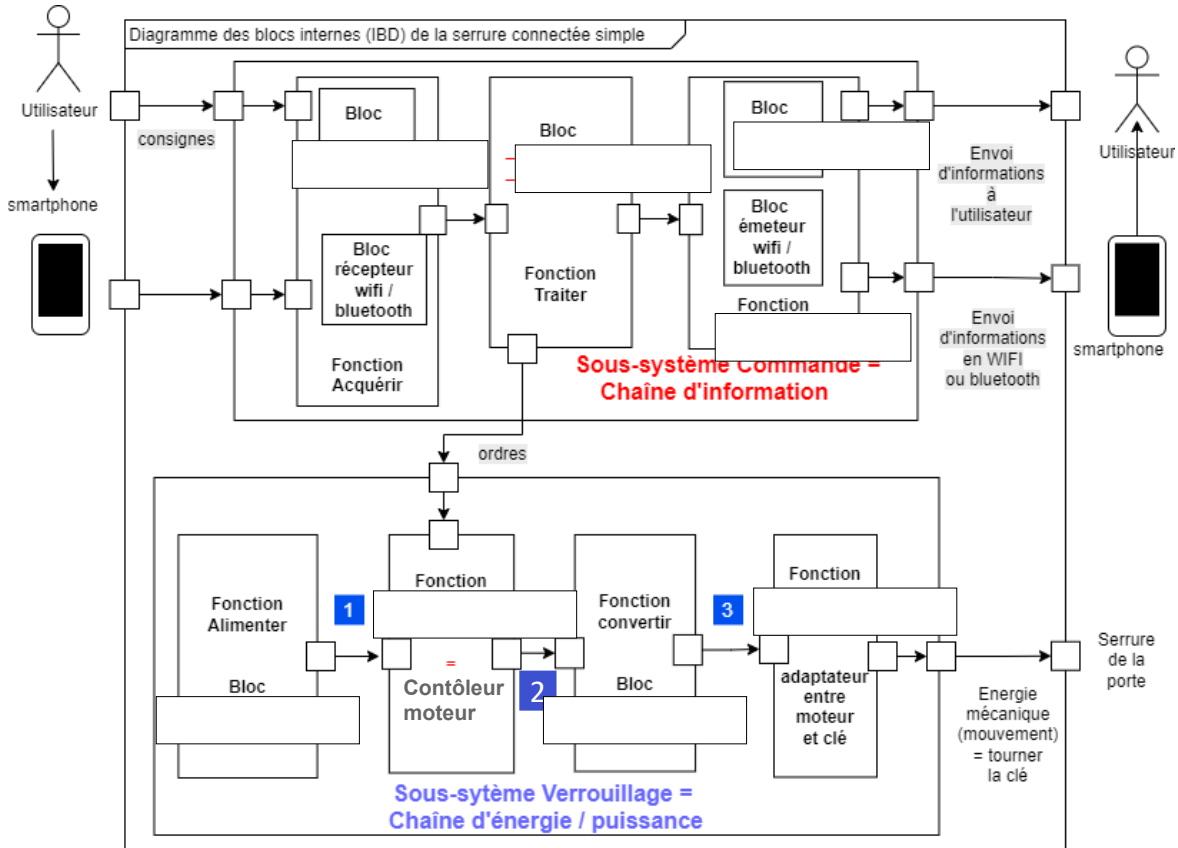 Diagramme des blocs internes (IBD) de la serrure connectée simple
Utilisateur
smartphone
consignes
Bloc
Bloc
récepteur
wifi /
bluetooth
Fonction
Acquérir
Bloc
Fonction
Traiter
Bloc
Bloc
émeteur
wifi /
bluetooth
Fonction
Sous-système Commande =
Chaîne d'information
Envoi
d'informations
à
l'utilisateur
Envoi
d'informations
en WIFI
ou bluetooth
Utilisateur
smartphone
ordres
Fonction
Alimenter
Bloc
1
Fonction
=
Contôleur
moteur
2
Fonction
convertir
Bloc
3
Fonction
adaptateur
entre
moteur
et clé
Energie
mécanique
(mouvement)
= tourner
la clé
Serrure
de la
porte
Sous-sytème Verrouillage =
Chaîne d'énergie / puissance